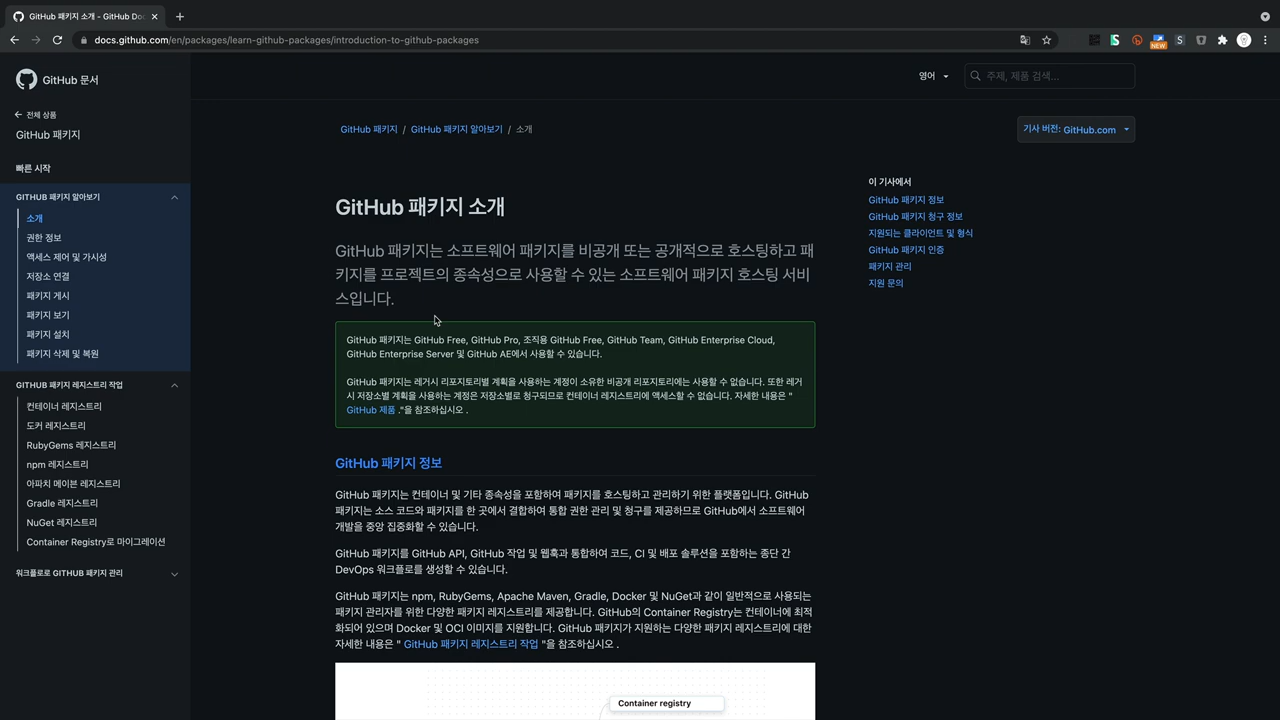 GitHub 패키지 소개 - GitHub Doc
docs.github.com/en/packages/learn-github-packages/introduction-to-github-packages
NEW
GitHub 문서
전체 상품
GitHub 패키지
빠른 시작
GITHUB 패키지 알아보기
소개
권한 정보
액세스 제어 및 가시성
저장소 연결
패키지 게시
패키지 보기
패키지 설치
패키지 삭제 및 복원
GITHUB 패키지 레지스트리 작업
컨테이너 레지스트리
도커 레지스트리
RubyGems 레지스트리
npm 레지스트리
아파치 메이븐 레지스트리
Gradle 레지스트리
NuGet 레지스트리
Container Registry로 마이그레이션
워크플로로 GITHUB 패키지 관리
영어
주제, 제품 검색...
GitHub 패키지 / GitHub 패키지 알아보기 / 소개
기사 버전: GitHub.com
GitHub 패키지 소개
GitHub 패키지는 소프트웨어 패키지를 비공개 또는 공개적으로 호스팅하고 패
키지를 프로젝트의 종속성으로 사용할 수 있는 소프트웨어 패키지 호스팅 서비
스입니다.
GitHub 패키지는 GitHub Free, GitHub Pro, 조직용 GitHub Free, GitHub Team, GitHub Enterprise Cloud,
GitHub Enterprise Server 및 GitHub AE에서 사용할 수 있습니다.
GitHub 패키지는 레거시 리포지토리별 계획을 사용하는 계정이 소유한 비공개 리포지토리에는 사용할 수 없습니다. 또한 레거
시 저장소별 계획을 사용하는 계정은 저장소별로 청구되므로 컨테이너 레지스트리에 액세스할 수 없습니다. 자세한 내용은 "
GitHub 제품 ."을 참조하십시오 .
GitHub 패키지 정보
GitHub 패키지는 컨테이너 및 기타 종속성을 포함하여 패키지를 호스팅하고 관리하기 위한 플랫폼입니다. GitHub
패키지는 소스 코드와 패키지를 한 곳에서 결합하여 통합 권한 관리 및 청구를 제공하므로 GitHub에서 소프트웨어
개발을 중앙 집중화할 수 있습니다.
GitHub 패키지를 GitHub API, GitHub 작업 및 웹훅과 통합하여 코드, CI 및 배포 솔루션을 포함하는 종단 간
DevOps 워크플로를 생성할 수 있습니다.
GitHub 패키지는 npm, RubyGems, Apache Maven, Gradle, Docker 및 NuGet과 같이 일반적으로 사용되는
패키지 관리자를 위한 다양한 패키지 레지스트리를 제공합니다. GitHub의 Container Registry는 컨테이너에 최적
화되어 있으며 Docker 및 OCI 이미지를 지원합니다. GitHub 패키지가 지원하는 다양한 패키지 레지스트리에 대한
자세한 내용은 " GitHub 패키지 레지스트리 작업 "을 참조하십시오 .
Container registry
이 기사에서
GitHub 패키지 정보
GitHub 패키지 청구 정보
지원되는 클라이언트 및 형식
GitHub 패키지 인증
패키지 관리
지원 문의